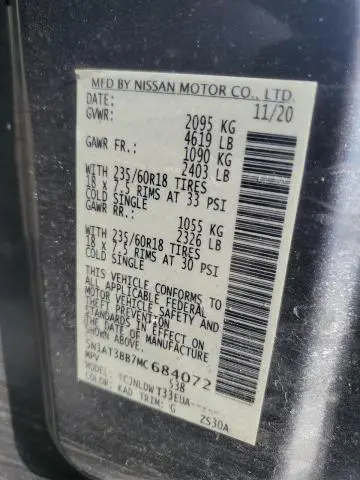 MFD BY NISSAN MOTOR CO., LTD.
DATE: 11/20
GVWR: 2095 KG
4619 LB
GAWR FR.: 1090 KG
2403 LB
WITH 235/60R18 TIRES
18 x 7.5 RIMS AT 33 PSI
COLD SINGLE
GAWR RR.: 1055 KG
2326 LB
WITH 235/60R18 TIRES
18 x 7.5 RIMS AT 30 PSI
COLD SINGLE
THIS VEHICLE CONFORMS TO
ALL APPLICABLE FEDERAL
MOTOR VEHICLE SAFETY, BUMPER, AND
THEFT PREVENTION STANDARDS IN
EFFECT ON THE DATE OF
MANUFACTURE SHOWN ABOVE.
5N1AT3BB7MC684072
MPV 538
MODEL:
COLOR: KAD TRIM: G 2S30A